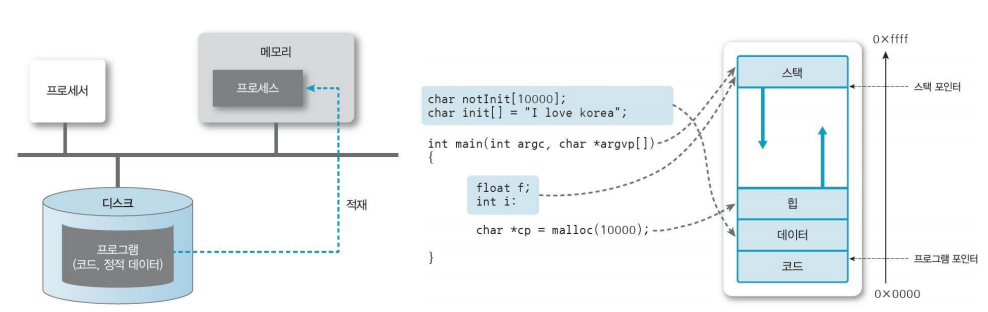 프로세서
메모리
프로세스
디스크
프로그램
(코드, 정적 데이터)
적재
char notInit[10000];
char init[] = "I love korea";
int main(int argc, char *argvp[])
{
float f;
int i:
char *cp = malloc(10000);
}
0×ffff
스택
스택 포인터
힙
데이터
코드
프로그램 포인터
0×0000